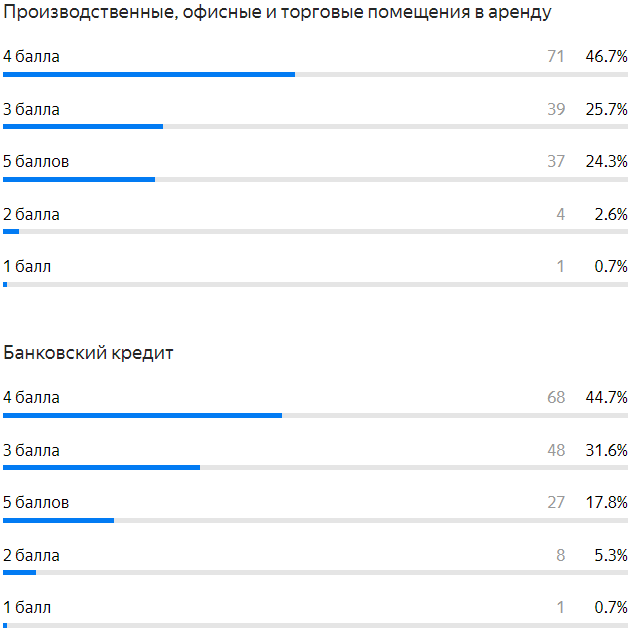 Производственные, офисные и торговые помещения в аренду
4 балла 71 46.7%
3 балла 39 25.7%
5 баллов 37 24.3%
2 балла 4 2.6%
1 балл 1 0.7%
Банковский кредит
4 балла 68 44.7%
3 балла 48 31.6%
5 баллов 27 17.8%
2 балла 8 5.3%
1 балл 1 0.7%